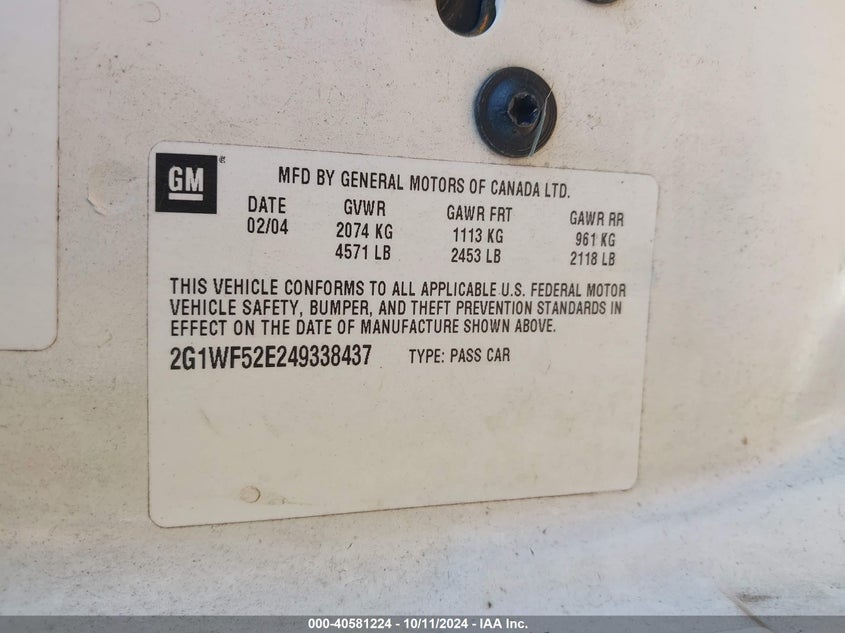 GM®
MFD BY GENERAL MOTORS OF CANADA LTD.
DATE GVWR GAWR FRT GAWR RR
02/04 2074 KG 1113 KG 961 KG
4571 LB 2453 LB 2118 LB
THIS VEHICLE CONFORMS TO ALL APPLICABLE U.S. FEDERAL MOTOR
VEHICLE SAFETY, BUMPER, AND THEFT PREVENTION STANDARDS IN
EFFECT ON THE DATE OF MANUFACTURE SHOWN ABOVE.
2G1WF52E249338437 TYPE: PASS CAR
000-40581224 - 10/11/2024 - IAA Inc.